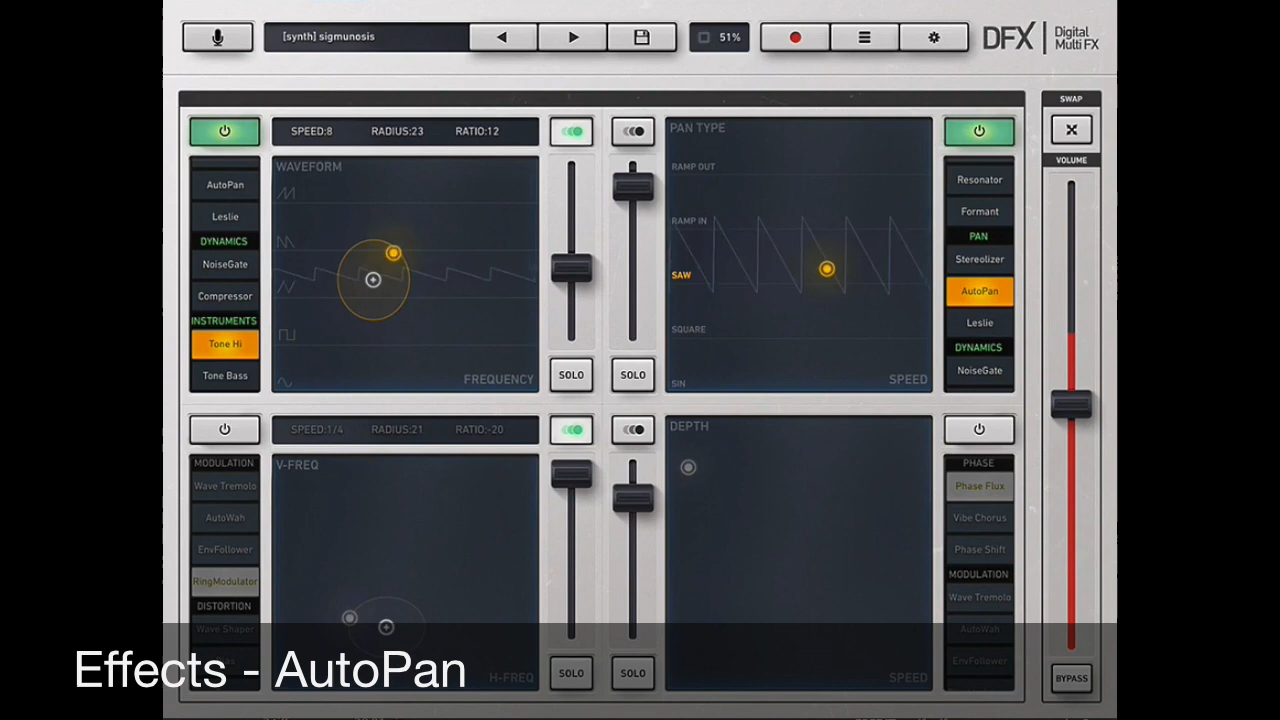 [synth] sigmunosis
51%
DFX
Digital
Multi FX
SWAP
VOLUME
BYPASS
SPEED:8 RADIUS:23 RATIO:12
AutoPan
Leslie
DYNAMICS
NoiseGate
Compressor
INSTRUMENTS
Tone Hi
Tone Bass
WAVEFORM
FREQUENCY
SOLO
SOLO
PAN TYPE
RAMP OUT
RAMP IN
SAW
SQUARE
SIN
SPEED
Resonator
Formant
PAN
Stereolizer
AutoPan
Leslie
DYNAMICS
NoiseGate
SPEED:1/4 RADIUS:21 RATIO:-20
MODULATION
Wave Tremolo
AutoWah
EnvFollower
RingModulator
DISTORTION
Wave Shaper
V-FREQ
H-FREQ
SOLO
SOLO
DEPTH
SPEED
PHASE
Phase Flux
Vibe Chorus
Phase Shift
MODULATION
Wave Tremolo
AutoWah
EnvFollower
Effects - AutoPan